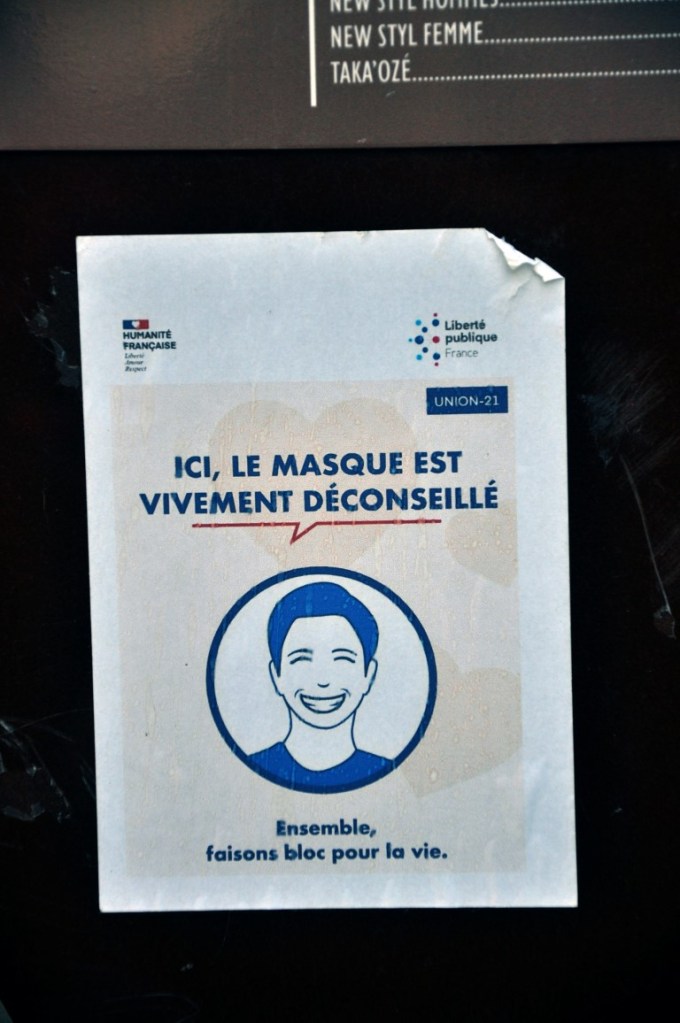 NEW STYL HOMMES
NEW STYL FEMME
TAKA'OZÉ
HUMANITÉ
FRANÇAISE
Liberté
Amour
Respect
Liberté
publique
France
UNION-21
ICI, LE MASQUE EST
VIVEMENT DÉCONSEILLÉ
Ensemble,
faisons bloc pour la vie.